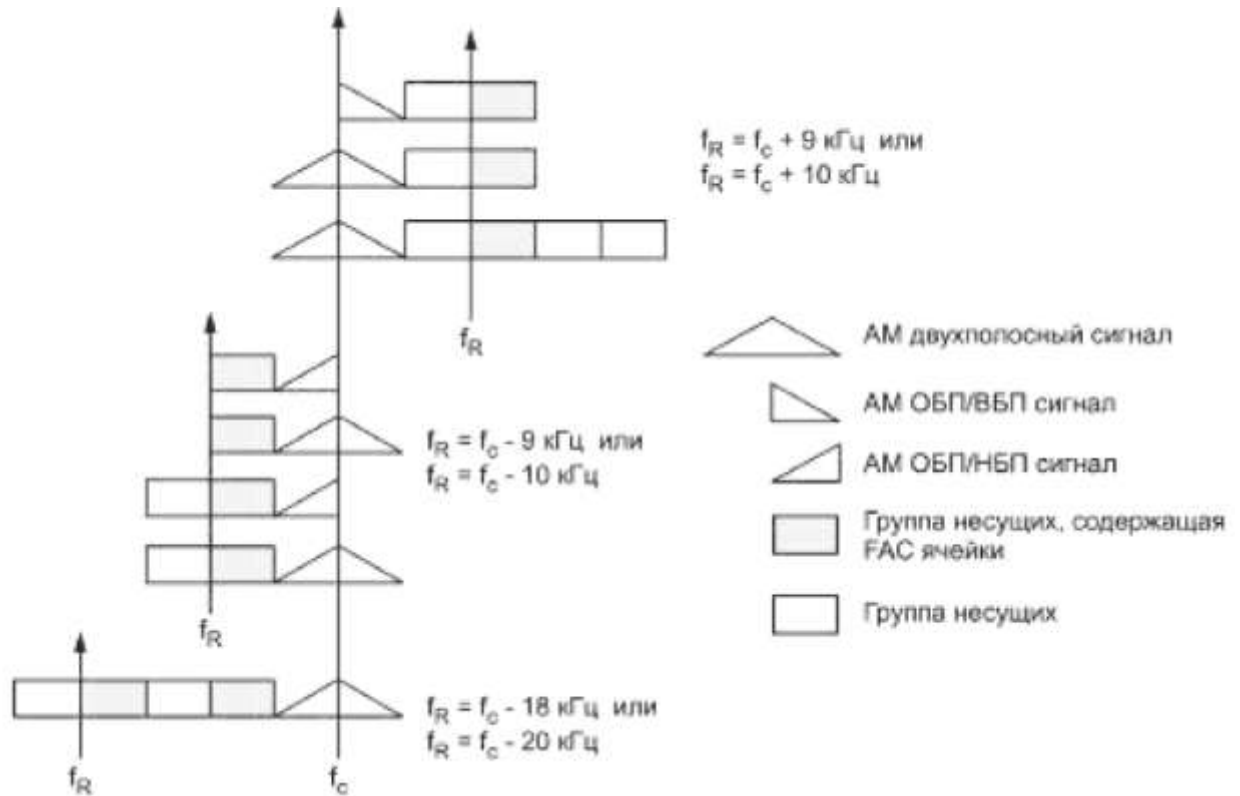 f_R = f_c + 9 кГц или
f_R = f_c + 10 кГц
f_R
АМ двухполосный сигнал
АМ ОБП/ВБП сигнал
f_R = f_c - 9 кГц или
f_R = f_c - 10 кГц
АМ ОБП/НБП сигнал
Группа несущих, содержащая
FAC ячейки
Группа несущих
f_R
f_R = f_c - 18 кГц или
f_R = f_c - 20 кГц
f_R
f_c